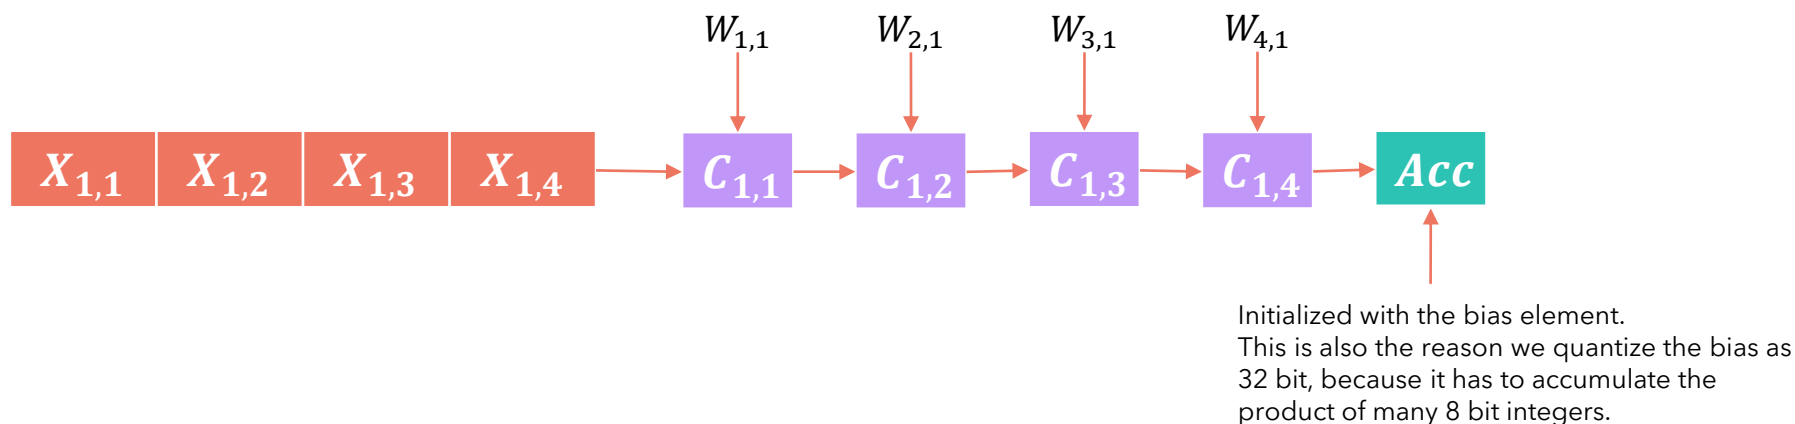 W1,1 W2,1 W3,1 W4,1
X1,1 X1,2 X1,3 X1,4 C1,1 C1,2 C1,3 C1,4 Acc
Initialized with the bias element.
This is also the reason we quantize the bias as
32 bit, because it has to accumulate the
product of many 8 bit integers.